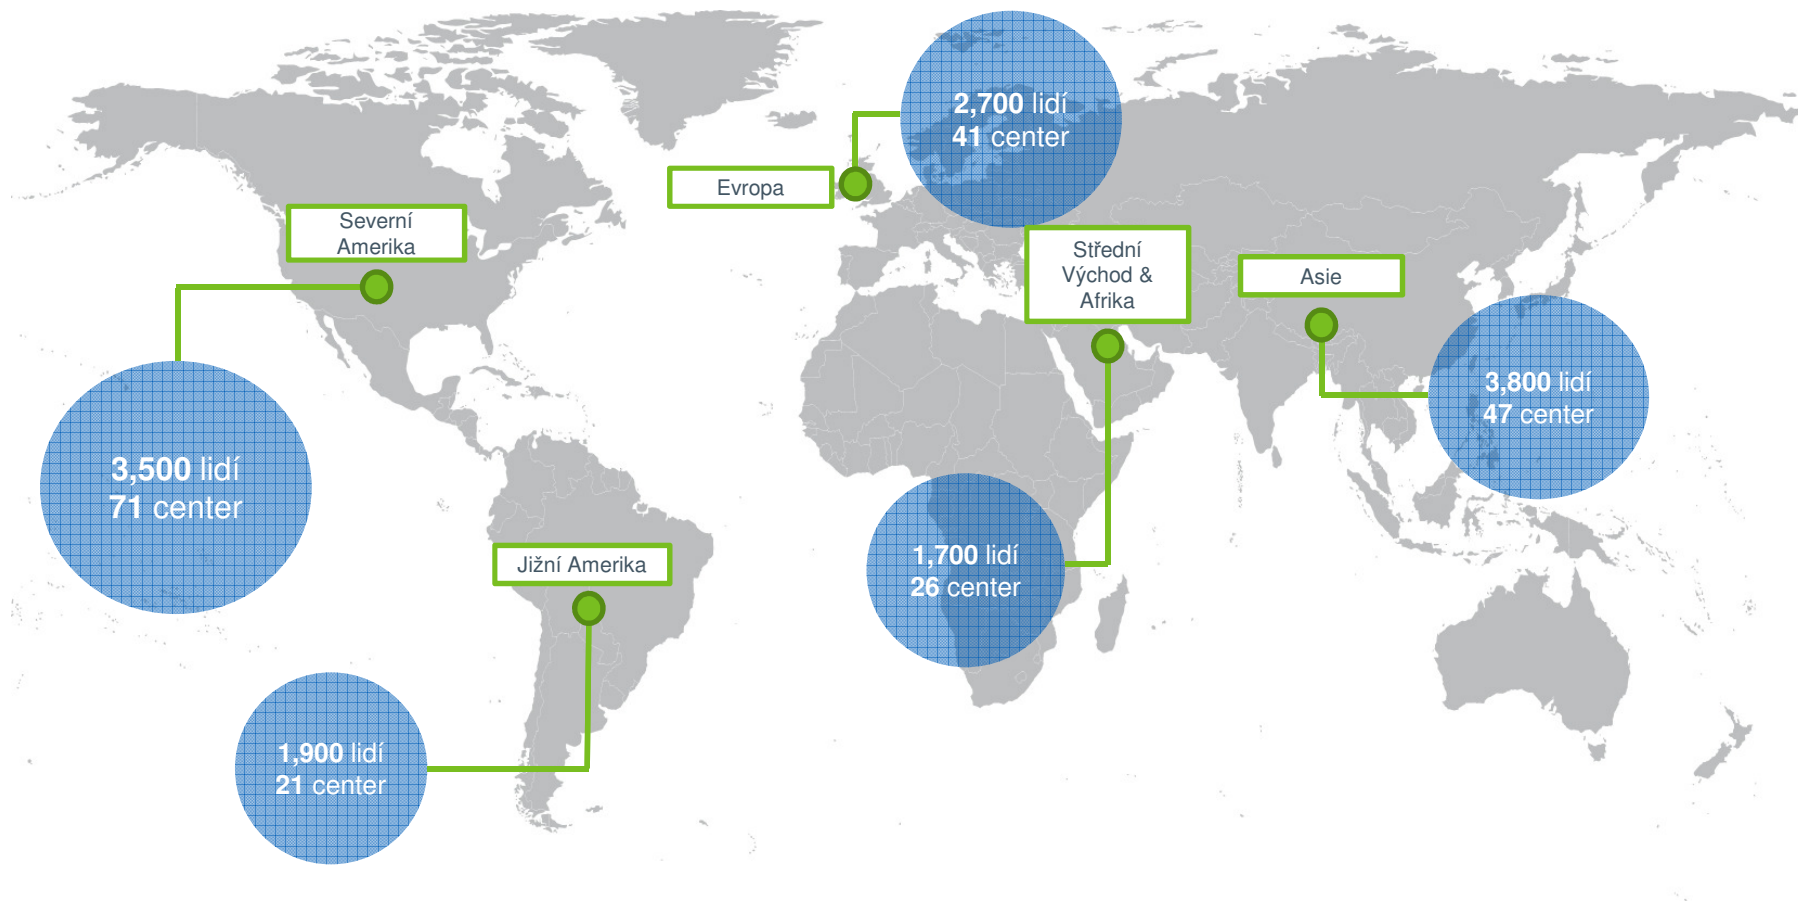 2,700 lidí
41 center
Evropa
Severní
Amerika
Střední
Východ &
Afrika
Asie
3,800 lidí
47 center
3,500 lidí
71 center
Jižní Amerika
1,700 lidí
26 center
1,900 lidí
21 center